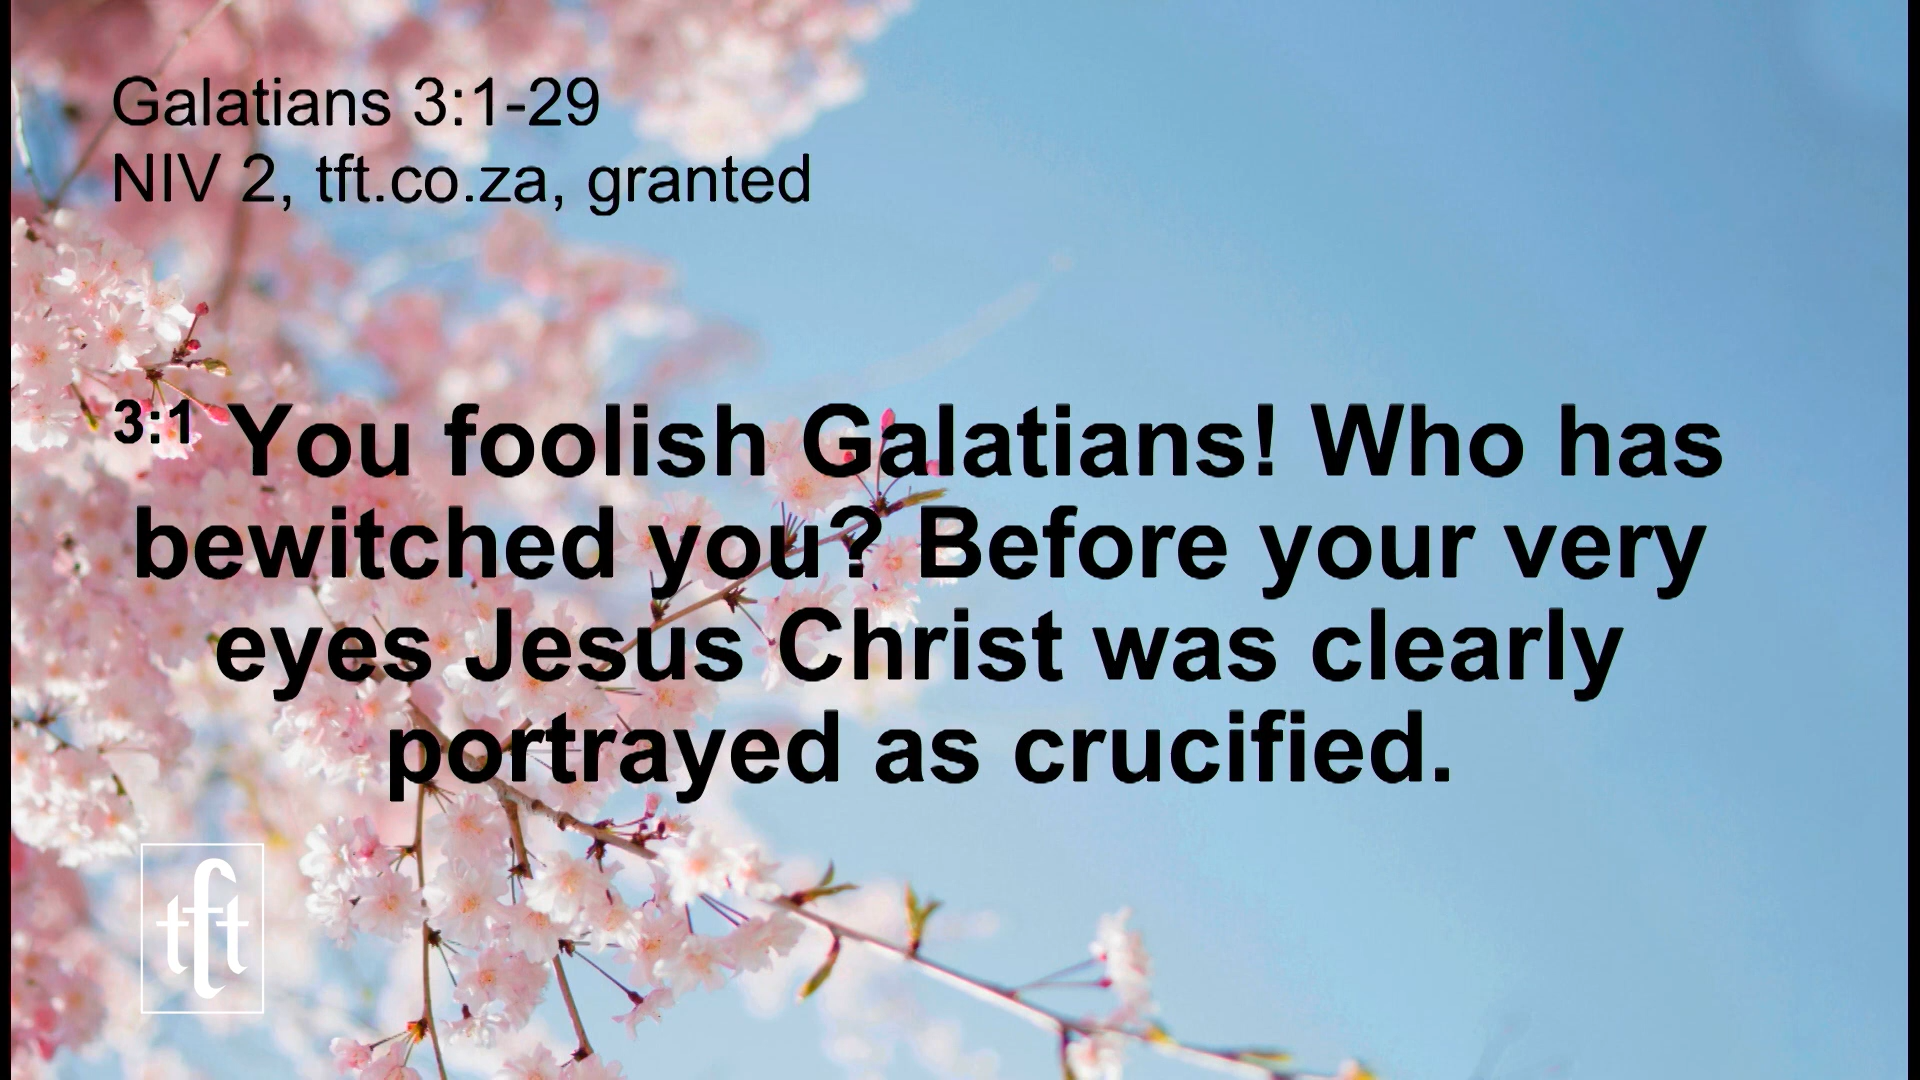 Galatians 3:1-29
NIV 2, tft.co.za, granted
3:1 You foolish Galatians! Who has
bewitched you? Before your very
eyes Jesus Christ was clearly
portrayed as crucified.
tft